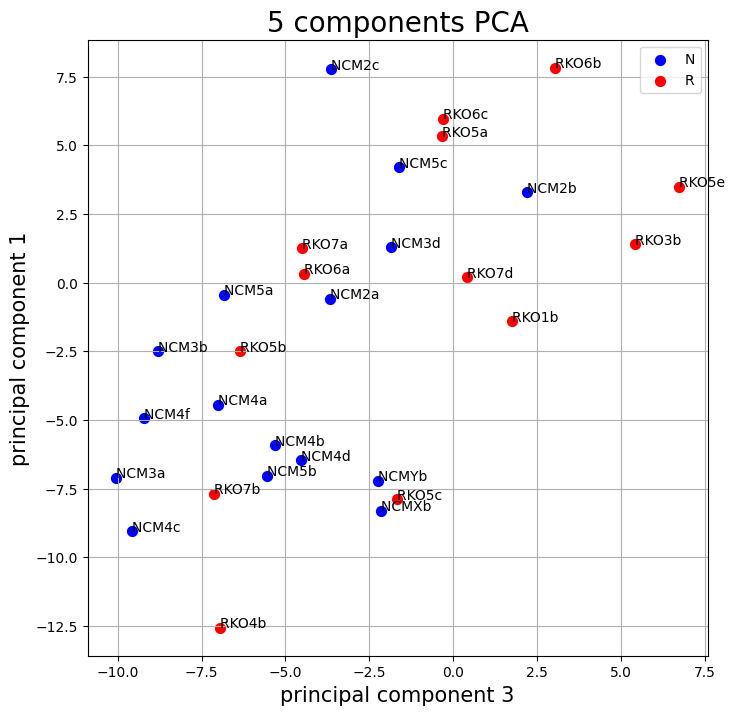 5 components PCA
N
R
NCM2c
RKO6b
RKO6c
RKO5a
NCM5c
RKO5e
NCM2b
RKO3b
NCM3d
RKO7a
RKO6a
RKO7d
NCM5a
NCM2a
RKO1b
NCM3b
RKO5b
NCM4a
NCM4f
NCM4b
NCM4d
NCM5b
NCM3a
NCMYb
RKO7b
RKO5c
NCMXb
NCM4c
RKO4b
7.5
5.0
2.5
0.0
−2.5
−5.0
−7.5
−10.0
−12.5
principal component 1
−10.0 −7.5 −5.0 −2.5 0.0 2.5 5.0 7.5
principal component 3